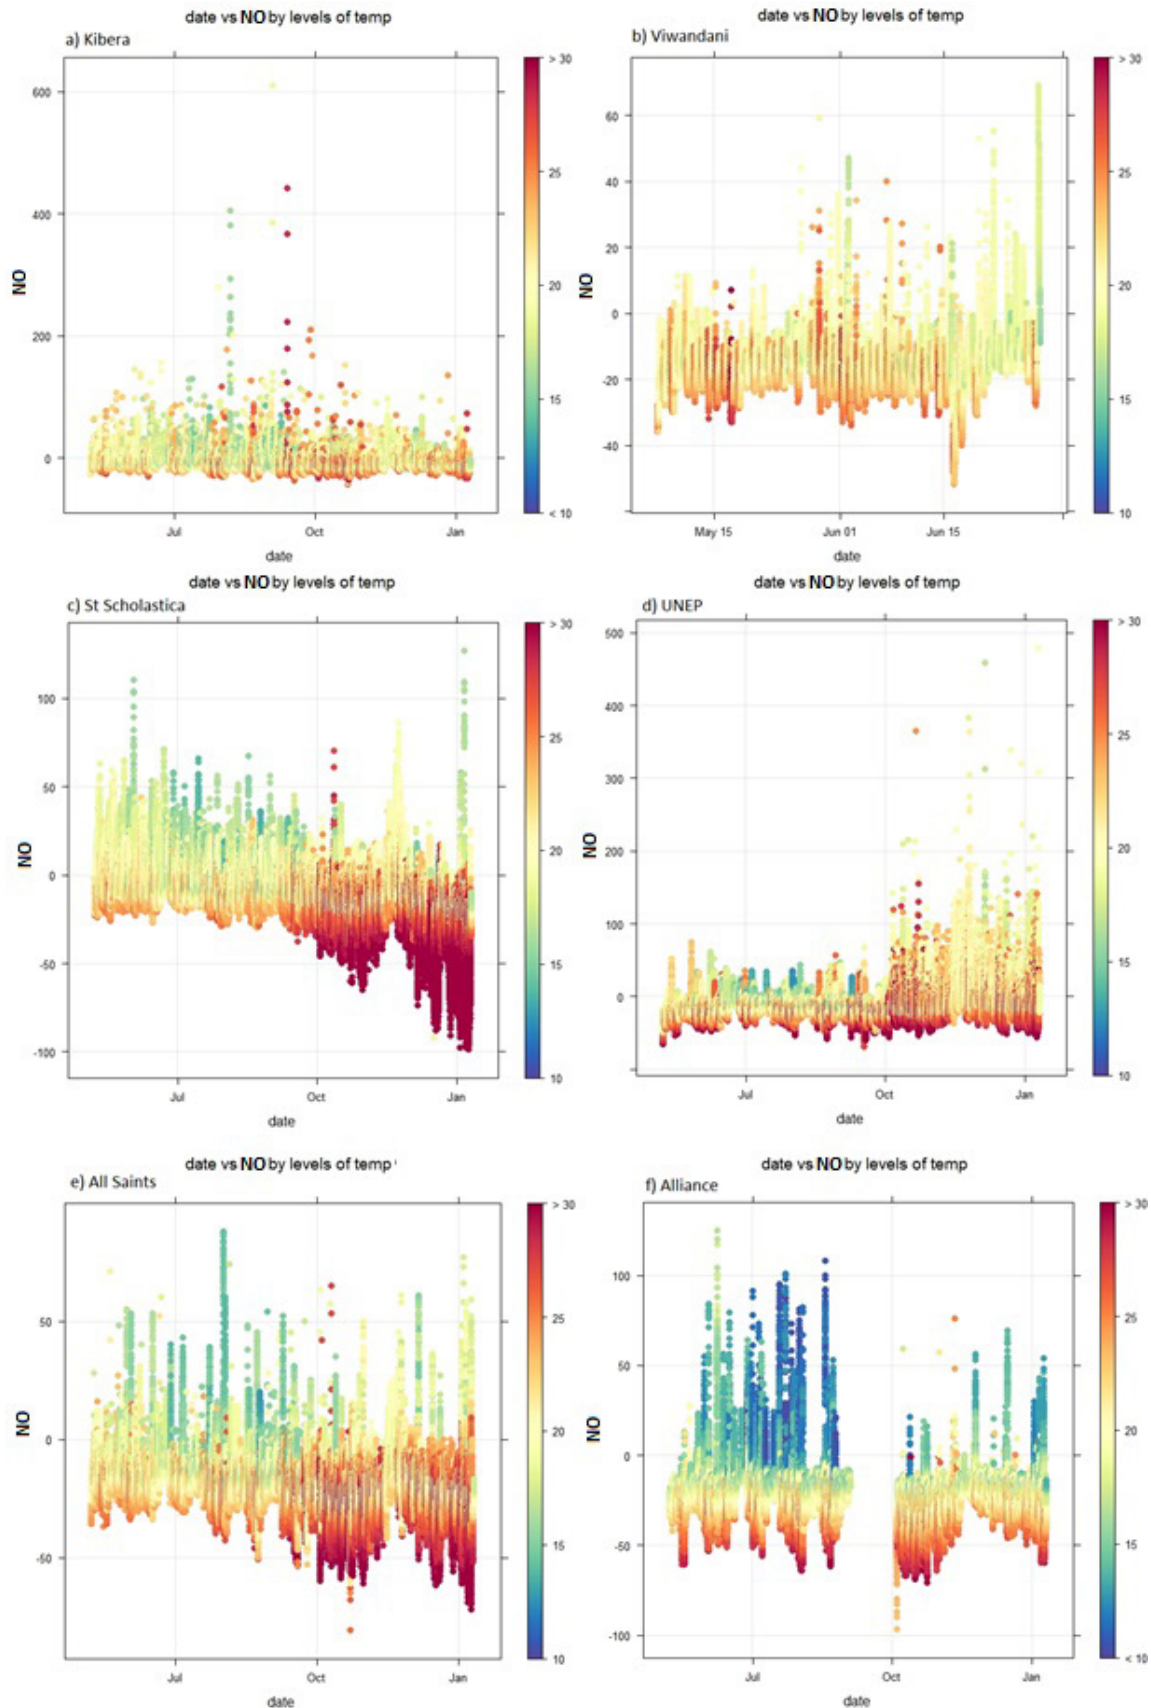 date vs NO by levels of temp
a) Kibera
> 30
600
25
400
NO
20
200
15
0
< 10
Jul
Oct
Jan
date
date vs NO by levels of temp
b) Viwandani
> 30
60
40
25
20
NO
0
20
-20
15
-40
10
May 15
Jun 01
Jun 15
date
date vs NO by levels of temp
c) St Scholastica
> 30
100
25
50
NO
0
20
-50
15
-100
10
Jul
Oct
Jan
date
date vs NO by levels of temp
d) UNEP
> 30
500
400
25
300
NO
200
20
100
15
0
10
Jul
Oct
Jan
date
date vs NO by levels of temp
e) All Saints
> 30
50
25
NO
0
20
15
-50
10
Jul
Oct
Jan
date
date vs NO by levels of temp
f) Alliance
> 30
100
25
50
NO
0
20
-50
15
-100
< 10
Jul
Oct
Jan
date